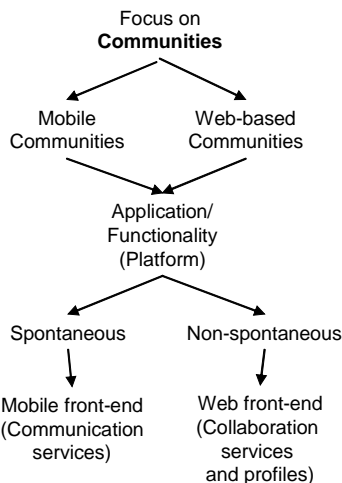 Focus on
Communities
Mobile
Communities
Web-based
Communities
Application/
Functionality
(Platform)
Spontaneous
Non-spontaneous
Mobile front-end
(Communication
services)
Web front-end
(Collaboration
services
and profiles)